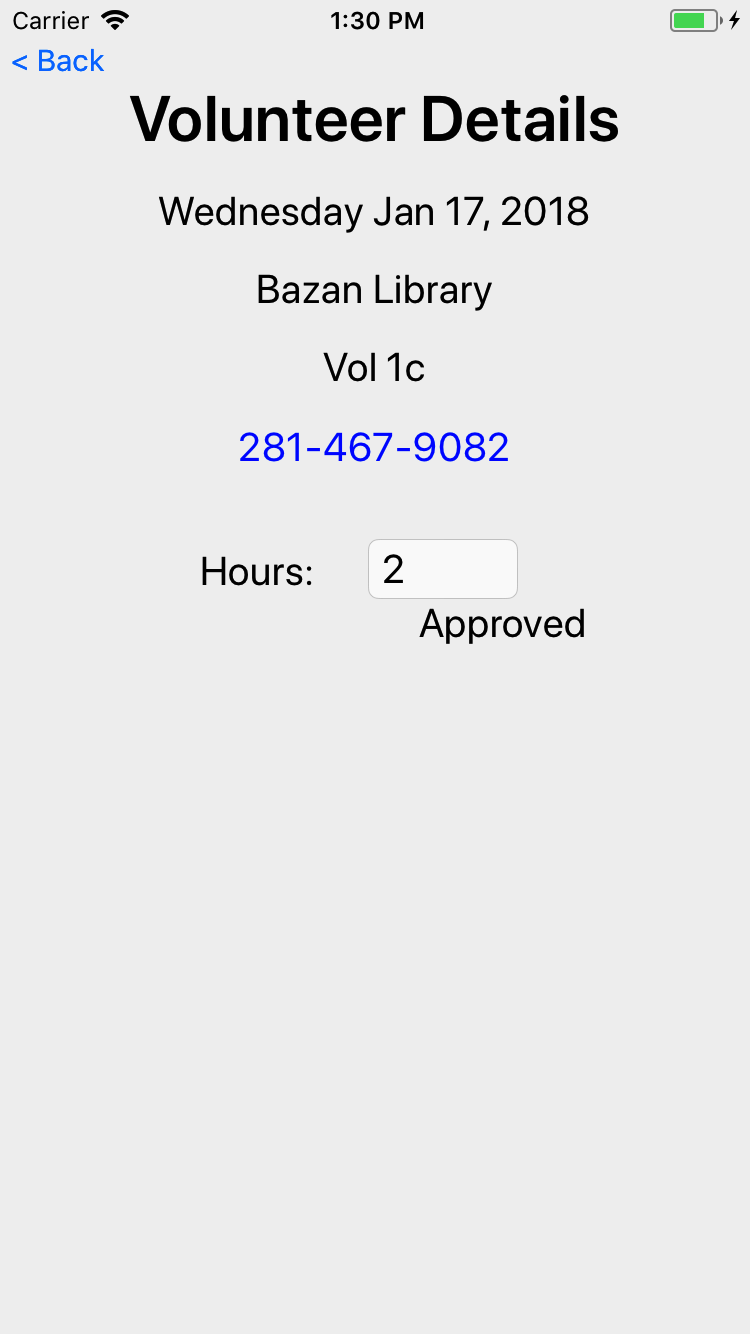 Carrier 1:30 PM
< Back
Volunteer Details
Wednesday Jan 17, 2018
Bazan Library
Vol 1c
281-467-9082
Hours: 2
Approved